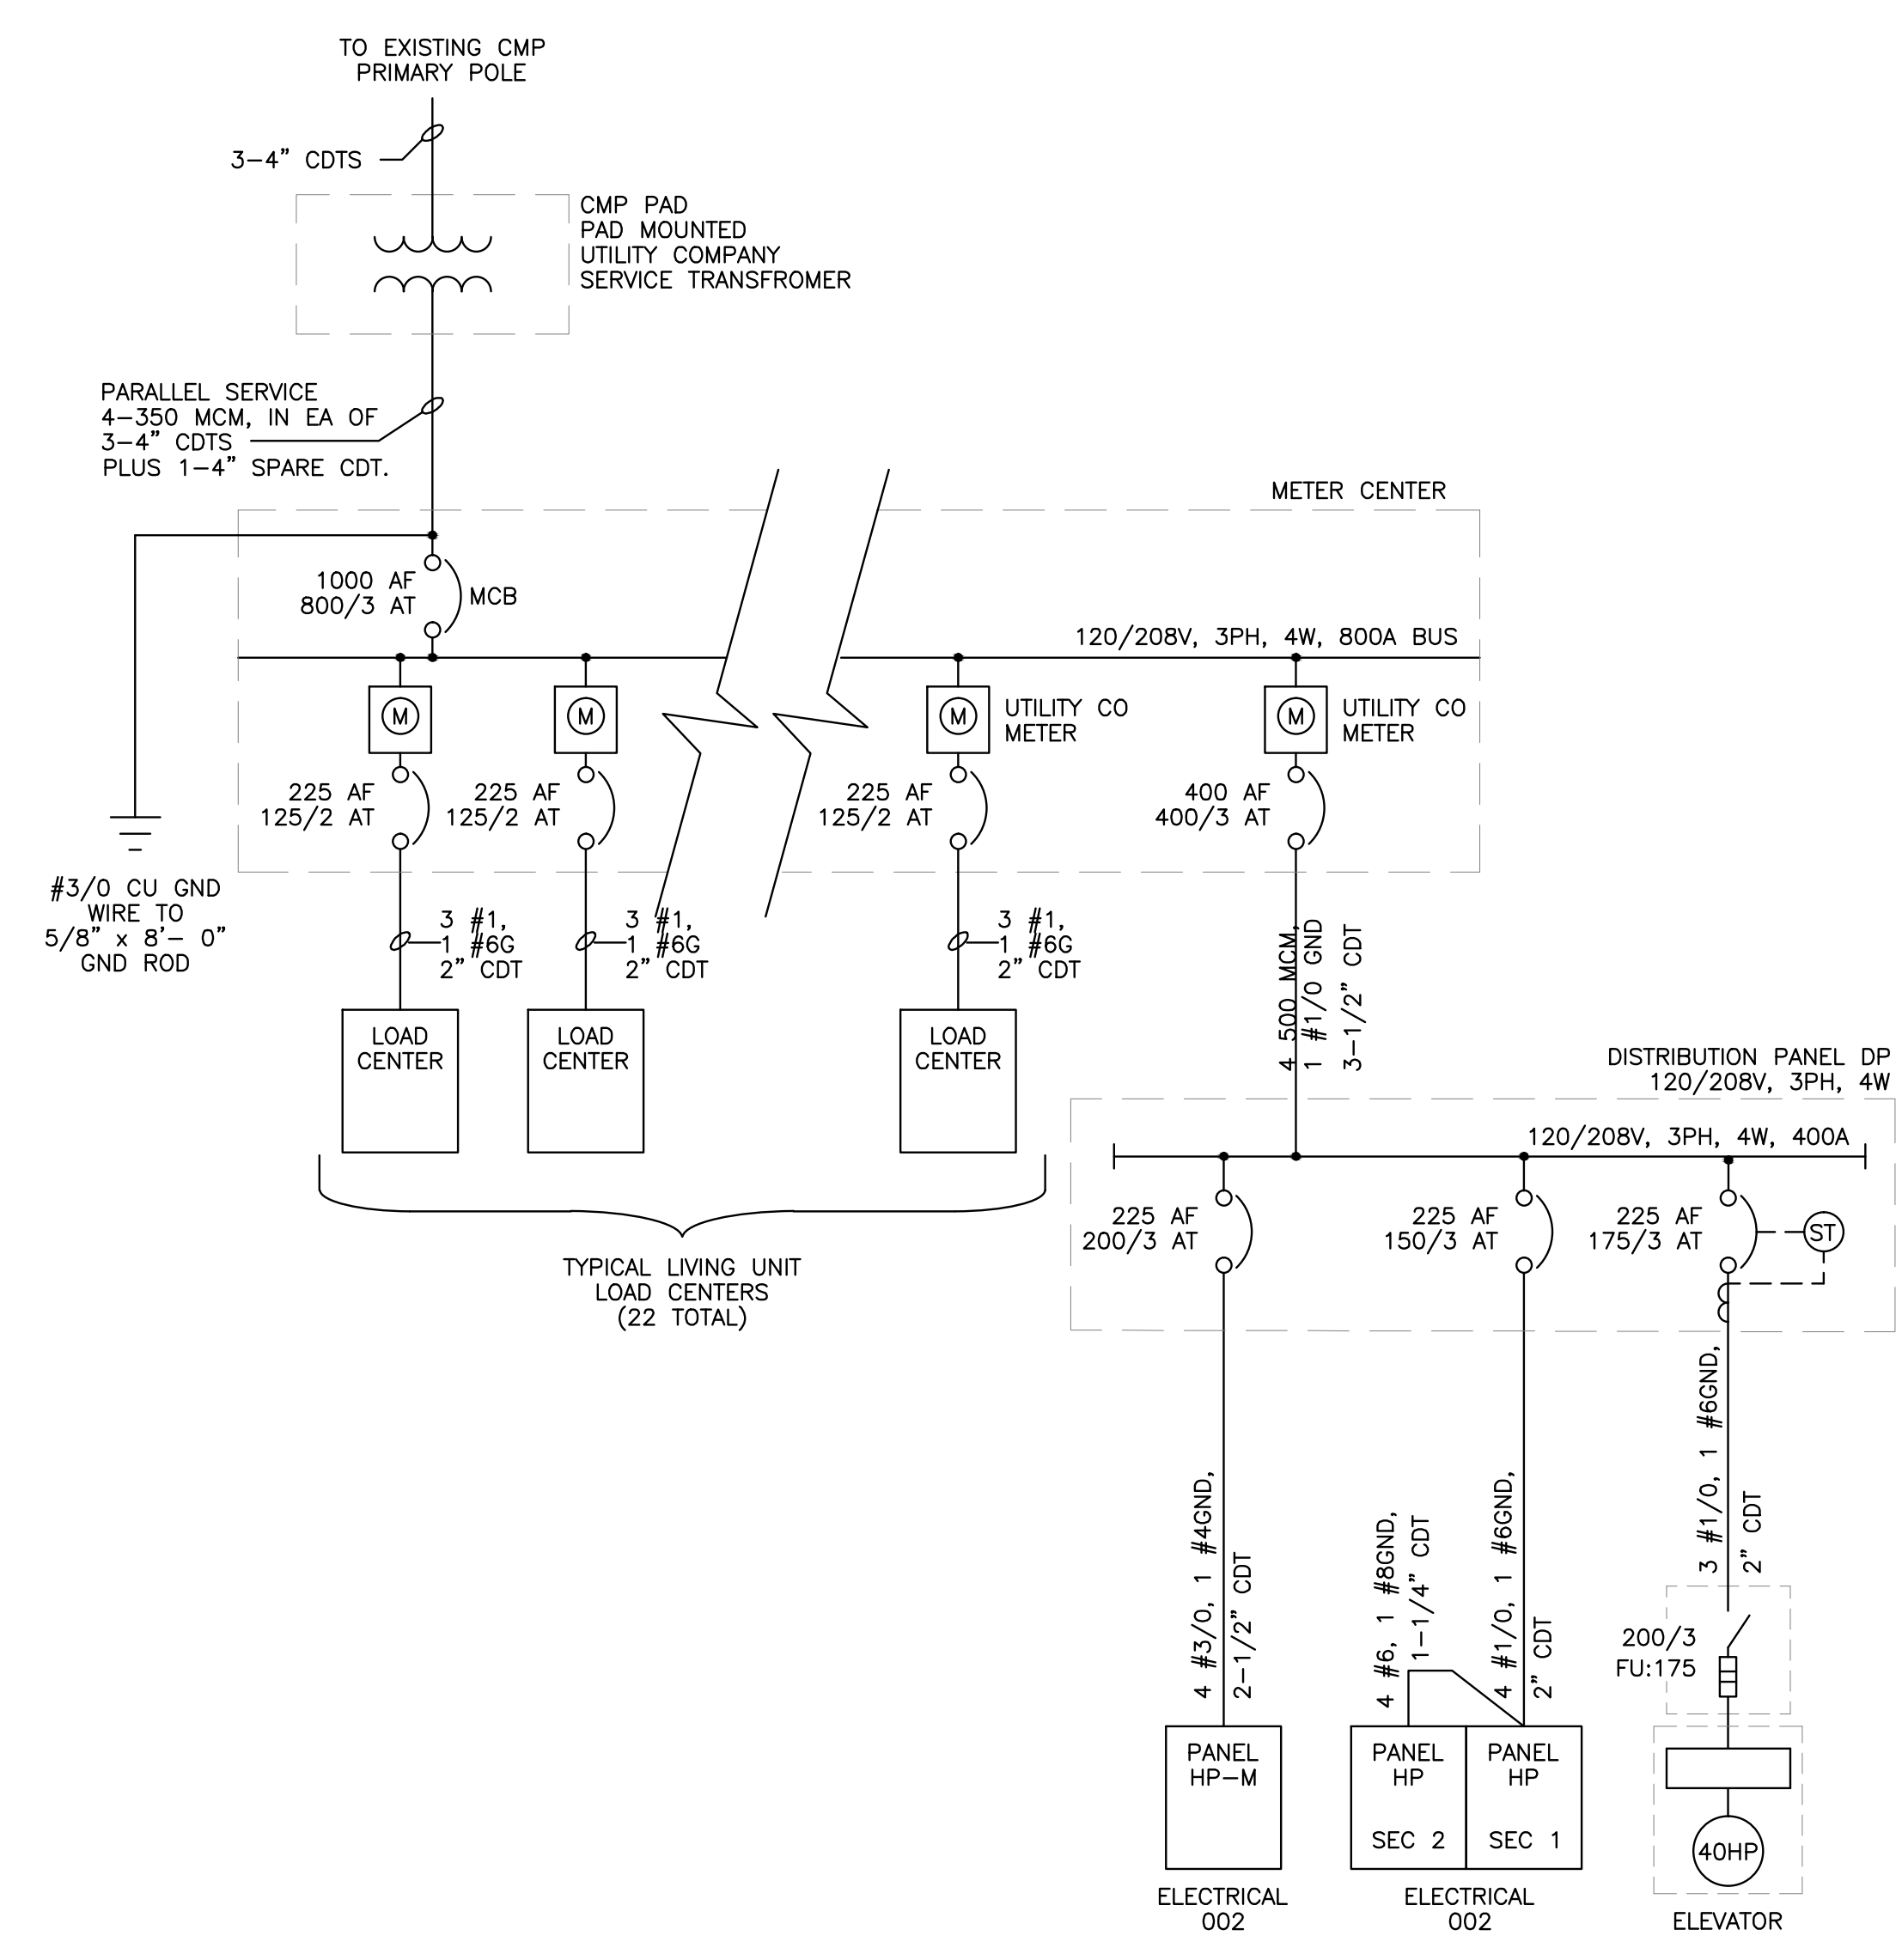 TO EXISTING CMP
PRIMARY POLE
3-4" CDTS
CMP PAD
PAD MOUNTED
UTILITY COMPANY
SERVICE TRANSFROMER
PARALLEL SERVICE
4-350 MCM, IN EA OF
3-4" CDTS
PLUS 1-4" SPARE CDT.
METER CENTER
1000 AF
800/3 AT
MCB
120/208V, 3PH, 4W, 800A BUS
M
M
M
UTILITY CO
METER
M
UTILITY CO
METER
225 AF
125/2 AT
225 AF
125/2 AT
225 AF
125/2 AT
400 AF
400/3 AT
#3/0 CU GND
WIRE TO
5/8" x 8'- 0"
GND ROD
3 #1,
1 #6G
2" CDT
3 #1,
1 #6G
2" CDT
3 #1,
1 #6G
2" CDT
4 500 MCM,
1 #1/0 GND
3-1/2" CDT
LOAD
CENTER
LOAD
CENTER
LOAD
CENTER
DISTRIBUTION PANEL DP
120/208V, 3PH, 4W
120/208V, 3PH, 4W, 400A
225 AF
200/3 AT
225 AF
150/3 AT
225 AF
175/3 AT
ST
TYPICAL LIVING UNIT
LOAD CENTERS
(22 TOTAL)
4 #3/0, 1 #4GND,
2-1/2" CDT
4 #6, 1 #8GND,
1-1/4" CDT
4 #1/0, 1 #6GND,
2" CDT
3 #1/0, 1 #6GND,
2" CDT
200/3
FU:175
PANEL
HP-M
PANEL
HP
SEC 2
PANEL
HP
SEC 1
40HP
ELECTRICAL
002
ELECTRICAL
002
ELEVATOR